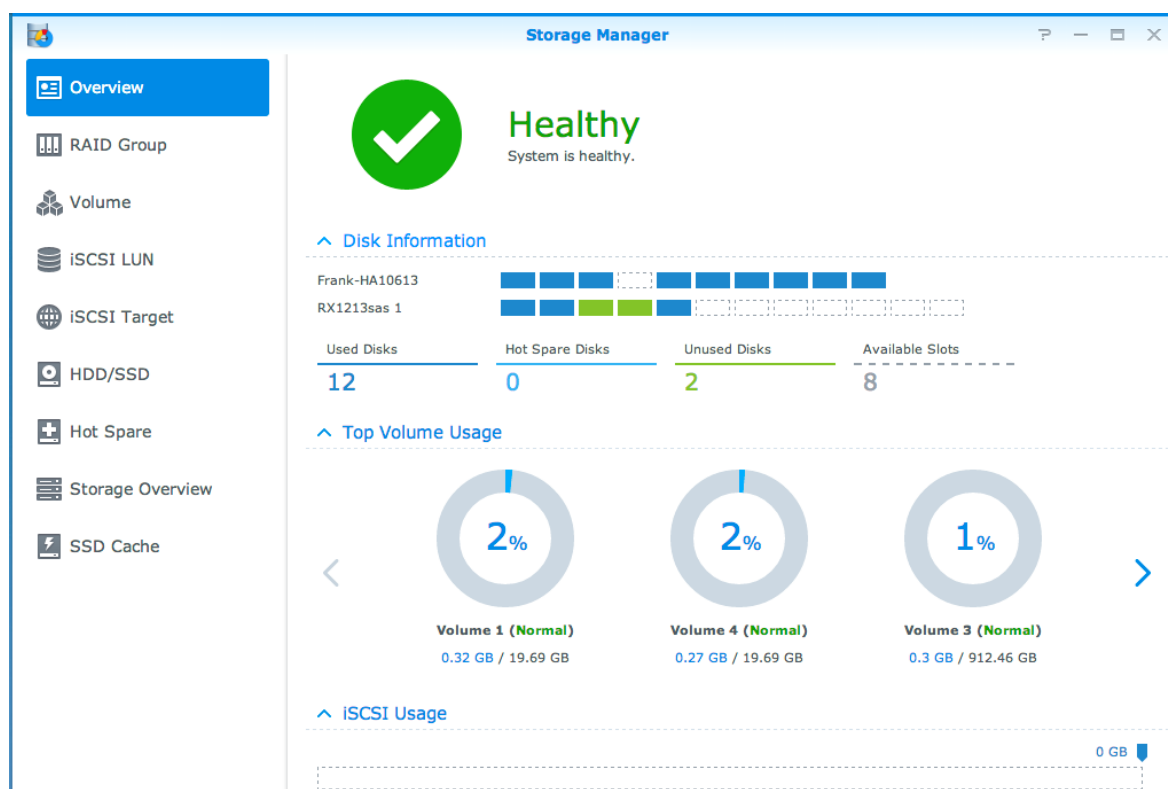 Storage Manager
Overview
RAID Group
Volume
iSCSI LUN
iSCSI Target
HDD/SSD
Hot Spare
Storage Overview
SSD Cache
Healthy
System is healthy.
Disk Information
Frank-HA10613
RX1213sas 1
Used Disks Hot Spare Disks Unused Disks Available Slots
12 0 2 8
Top Volume Usage
2% 2% 1%
Volume 1 (Normal) Volume 4 (Normal) Volume 3 (Normal)
0.32 GB / 19.69 GB 0.27 GB / 19.69 GB 0.3 GB / 912.46 GB
iSCSI Usage
0 GB